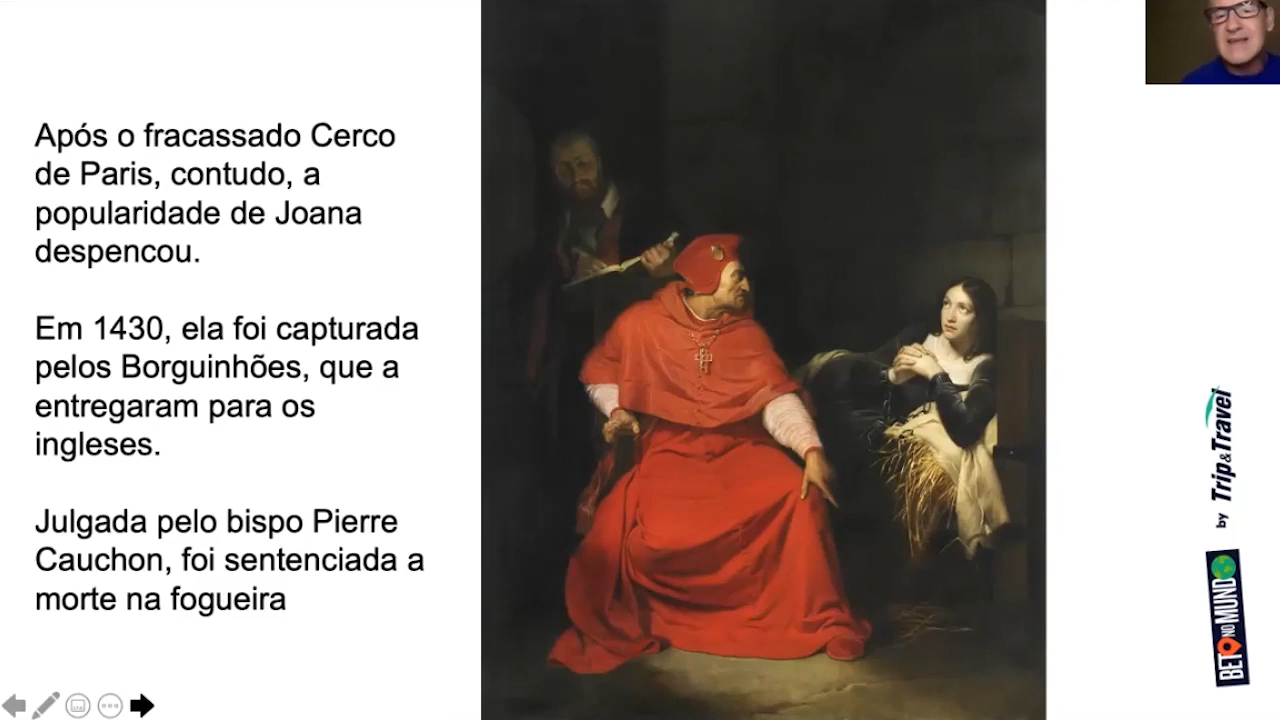 Após o fracassado Cerco
de Paris, contudo, a
popularidade de Joana
despencou.
Em 1430, ela foi capturada
pelos Borguinhões, que a
entregaram para os
ingleses.
Julgada pelo bispo Pierre
Cauchon, foi sentenciada a
morte na fogueira
BET NO MUNDO
by Trip&Travel